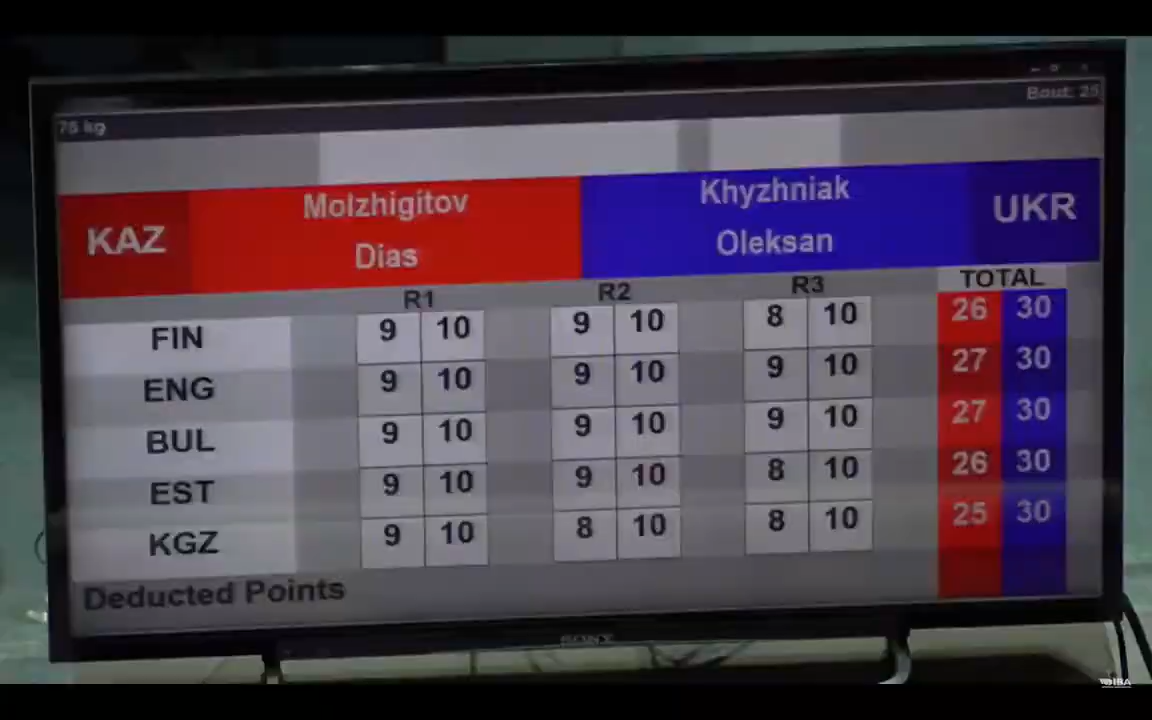 75 kg
Bout: 25
KAZ Molzhigitov Khyzhniak UKR
Dias Oleksan
R1 R2 R3 TOTAL
FIN 9 10 9 10 8 10 26 30
ENG 9 10 9 10 9 10 27 30
BUL 9 10 9 10 9 10 27 30
EST 9 10 9 10 8 10 26 30
KGZ 9 10 8 10 8 10 25 30
Deducted Points
SONY
IBA